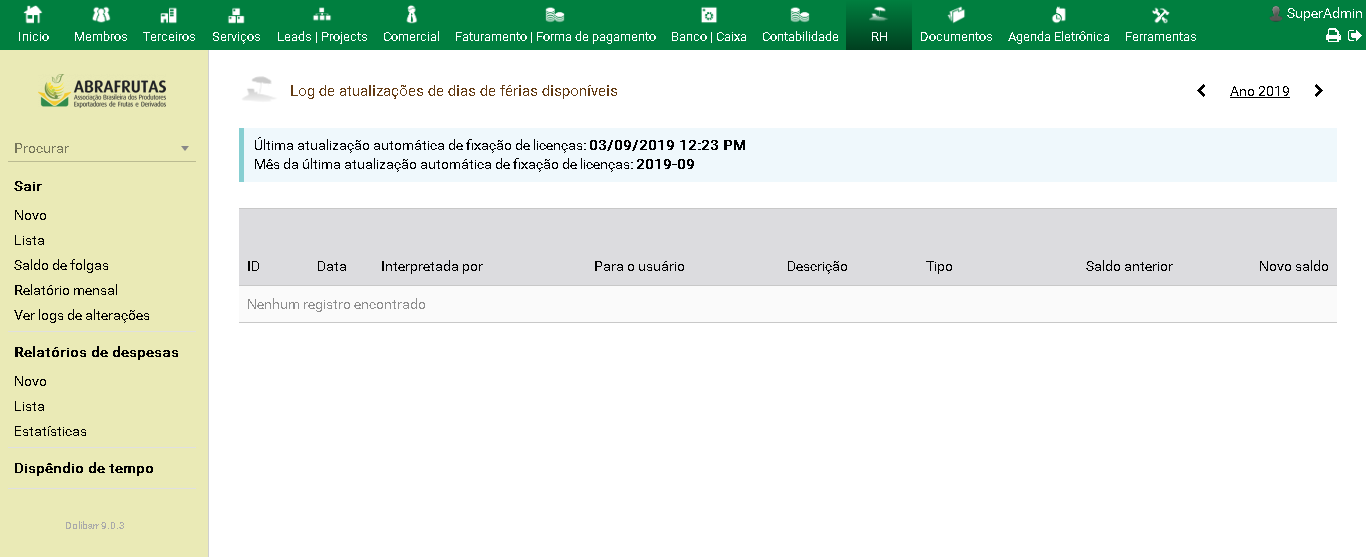 Inicio Membros Terceiros Serviços Leads | Projects Comercial Faturamento | Forma de pagamento Banco | Caixa Contabilidade RH Documentos Agenda Eletrônica Ferramentas SuperAdmin
ABRAFRUTAS
Associação Brasileira dos Produtores
Exportadores de Frutas e Derivados
Procurar
Sair
Novo
Lista
Saldo de folgas
Relatório mensal
Ver logs de alterações
Relatórios de despesas
Novo
Lista
Estatísticas
Dispêndio de tempo
Dolibarr 9.0.3
Log de atualizações de dias de férias disponíveis
Ano 2019
Última atualização automática de fixação de licenças: 03/09/2019 12:23 PM
Mês da última atualização automática de fixação de licenças: 2019-09
ID Data Interpretada por Para o usuário Descrição Tipo Saldo anterior Novo saldo
Nenhum registro encontrado